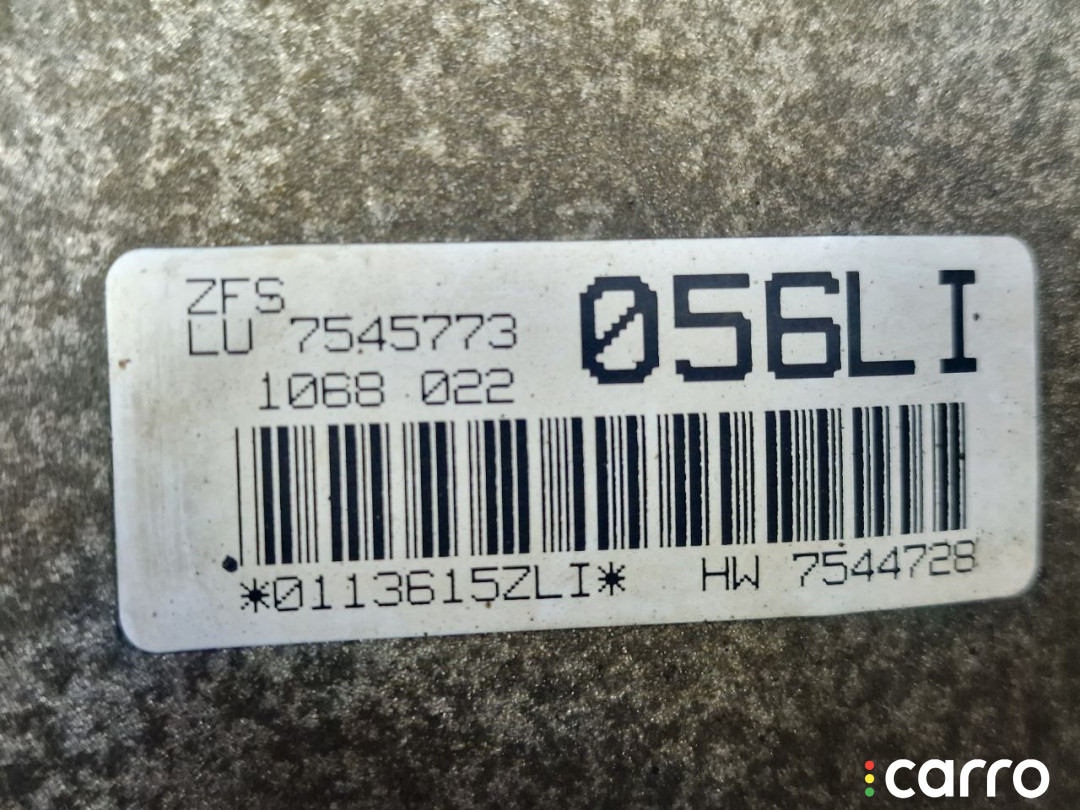 ZFS
LU 7545773
1068 022
056LI
*0113615ZLI* HW 7544728
carro